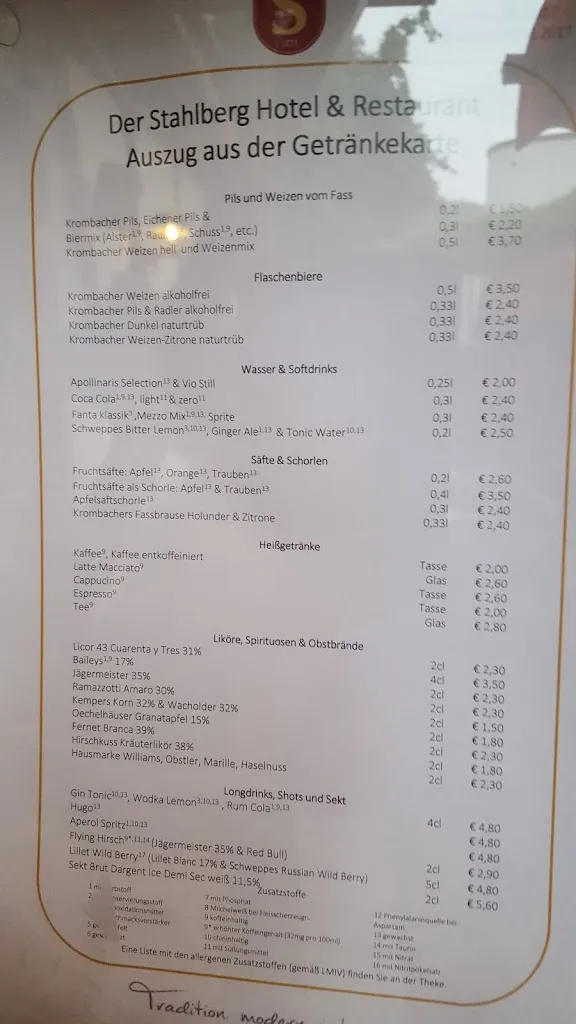 2017
Der Stahlberg Hotel & Restaurant
Auszug aus der Getränkekarte
Pils und Weizen vom Fass
Krombacher Pils, Eichener Pils & 0,2l € 1,50
Biermix (Alster¹,⁹, Schuss¹,⁹, etc.) 0,3l € 2,20
Krombacher Weizen hell und Weizenmix 0,5l € 3,70
Flaschenbiere
Krombacher Weizen alkoholfrei 0,5l € 3,50
Krombacher Pils & Radler alkoholfrei 0,33l € 2,40
Krombacher Dunkel naturtrüb 0,33l € 2,40
Krombacher Weizen-Zitrone naturtrüb 0,33l € 2,40
Wasser & Softdrinks
Apollinaris Selection¹³ & Vio Still 0,25l € 2,00
Coca Cola¹,⁹,¹³, light¹¹ & zero¹¹ 0,3l € 2,40
Fanta klassik³, Mezzo Mix¹,⁹,¹³, Sprite 0,3l € 2,40
Schweppes Bitter Lemon³,¹⁰,¹³, Ginger Ale¹,¹³ & Tonic Water¹⁰,¹³ 0,2l € 2,50
Säfte & Schorlen
Fruchtsäfte: Apfel¹³, Orange¹³, Trauben¹³ 0,2l € 2,60
Fruchtsäfte als Schorle: Apfel¹³ & Trauben¹³ 0,4l € 3,50
Apfelsaftschorle¹³ 0,3l € 2,40
Krombachers Fassbrause Holunder & Zitrone 0,33l € 2,40
Heißgetränke
Kaffee⁹, Kaffee entkoffeiniert Tasse € 2,00
Latte Macciato⁹ Glas € 2,60
Cappucino⁹ Tasse € 2,60
Espresso⁹ Tasse € 2,00
Tee⁹ Glas € 2,80
Liköre, Spirituosen & Obstbrände
Licor 43 Cuarenta y Tres 31% 2cl € 2,30
Baileys¹,⁹ 17% 4cl € 3,50
Jägermeister 35% 2cl € 2,30
Ramazzotti Amaro 30% 2cl € 2,30
Kempers Korn 32% & Wacholder 32% 2cl € 1,50
Oechelhäuser Granatapfel 15% 2cl € 1,80
Fernet Branca 39% 2cl € 2,30
Hirschkuss Kräuterlikör 38% 2cl € 1,80
Hausmarke Williams, Obstler, Marille, Haselnuss 2cl € 2,30
Longdrinks, Shots und Sekt
Gin Tonic¹⁰,¹³, Wodka Lemon³,¹⁰,¹³, Rum Cola¹,⁹,¹³ 4cl € 4,80
Hugo¹³ € 4,80
Aperol Spritz¹,¹⁰,¹³ € 4,80
Flying Hirsch⁹*,¹¹,¹⁴ (Jägermeister 35% & Red Bull) 2cl € 2,90
Lillet Wild Berry¹⁷ (Lillet Blanc 17% & Schweppes Russian Wild Berry) 5cl € 4,80
Sekt Brut Dargent Ice Demi Sec weiß 11,5% 2cl € 5,60
Zusatzstoffe
1 mi
7 mit Phosphat
8 Milcheiweiß bei Fleischerzeugn.
9 koffeinhaltig
9* erhöhter Koffeingehalt (32mg pro 100ml)
10 chininhaltig
11 mit Süßungsmittel
12 Phenylalaninquelle bei
Aspartam
13 gewachst
14 mit Taurin
15 mit Nitrat
16 mit Nitritpökelsalz
Eine Liste mit den allergenen Zusatzstoffen (gemäß LMIV) finden Sie an der Theke.
Tradition modern